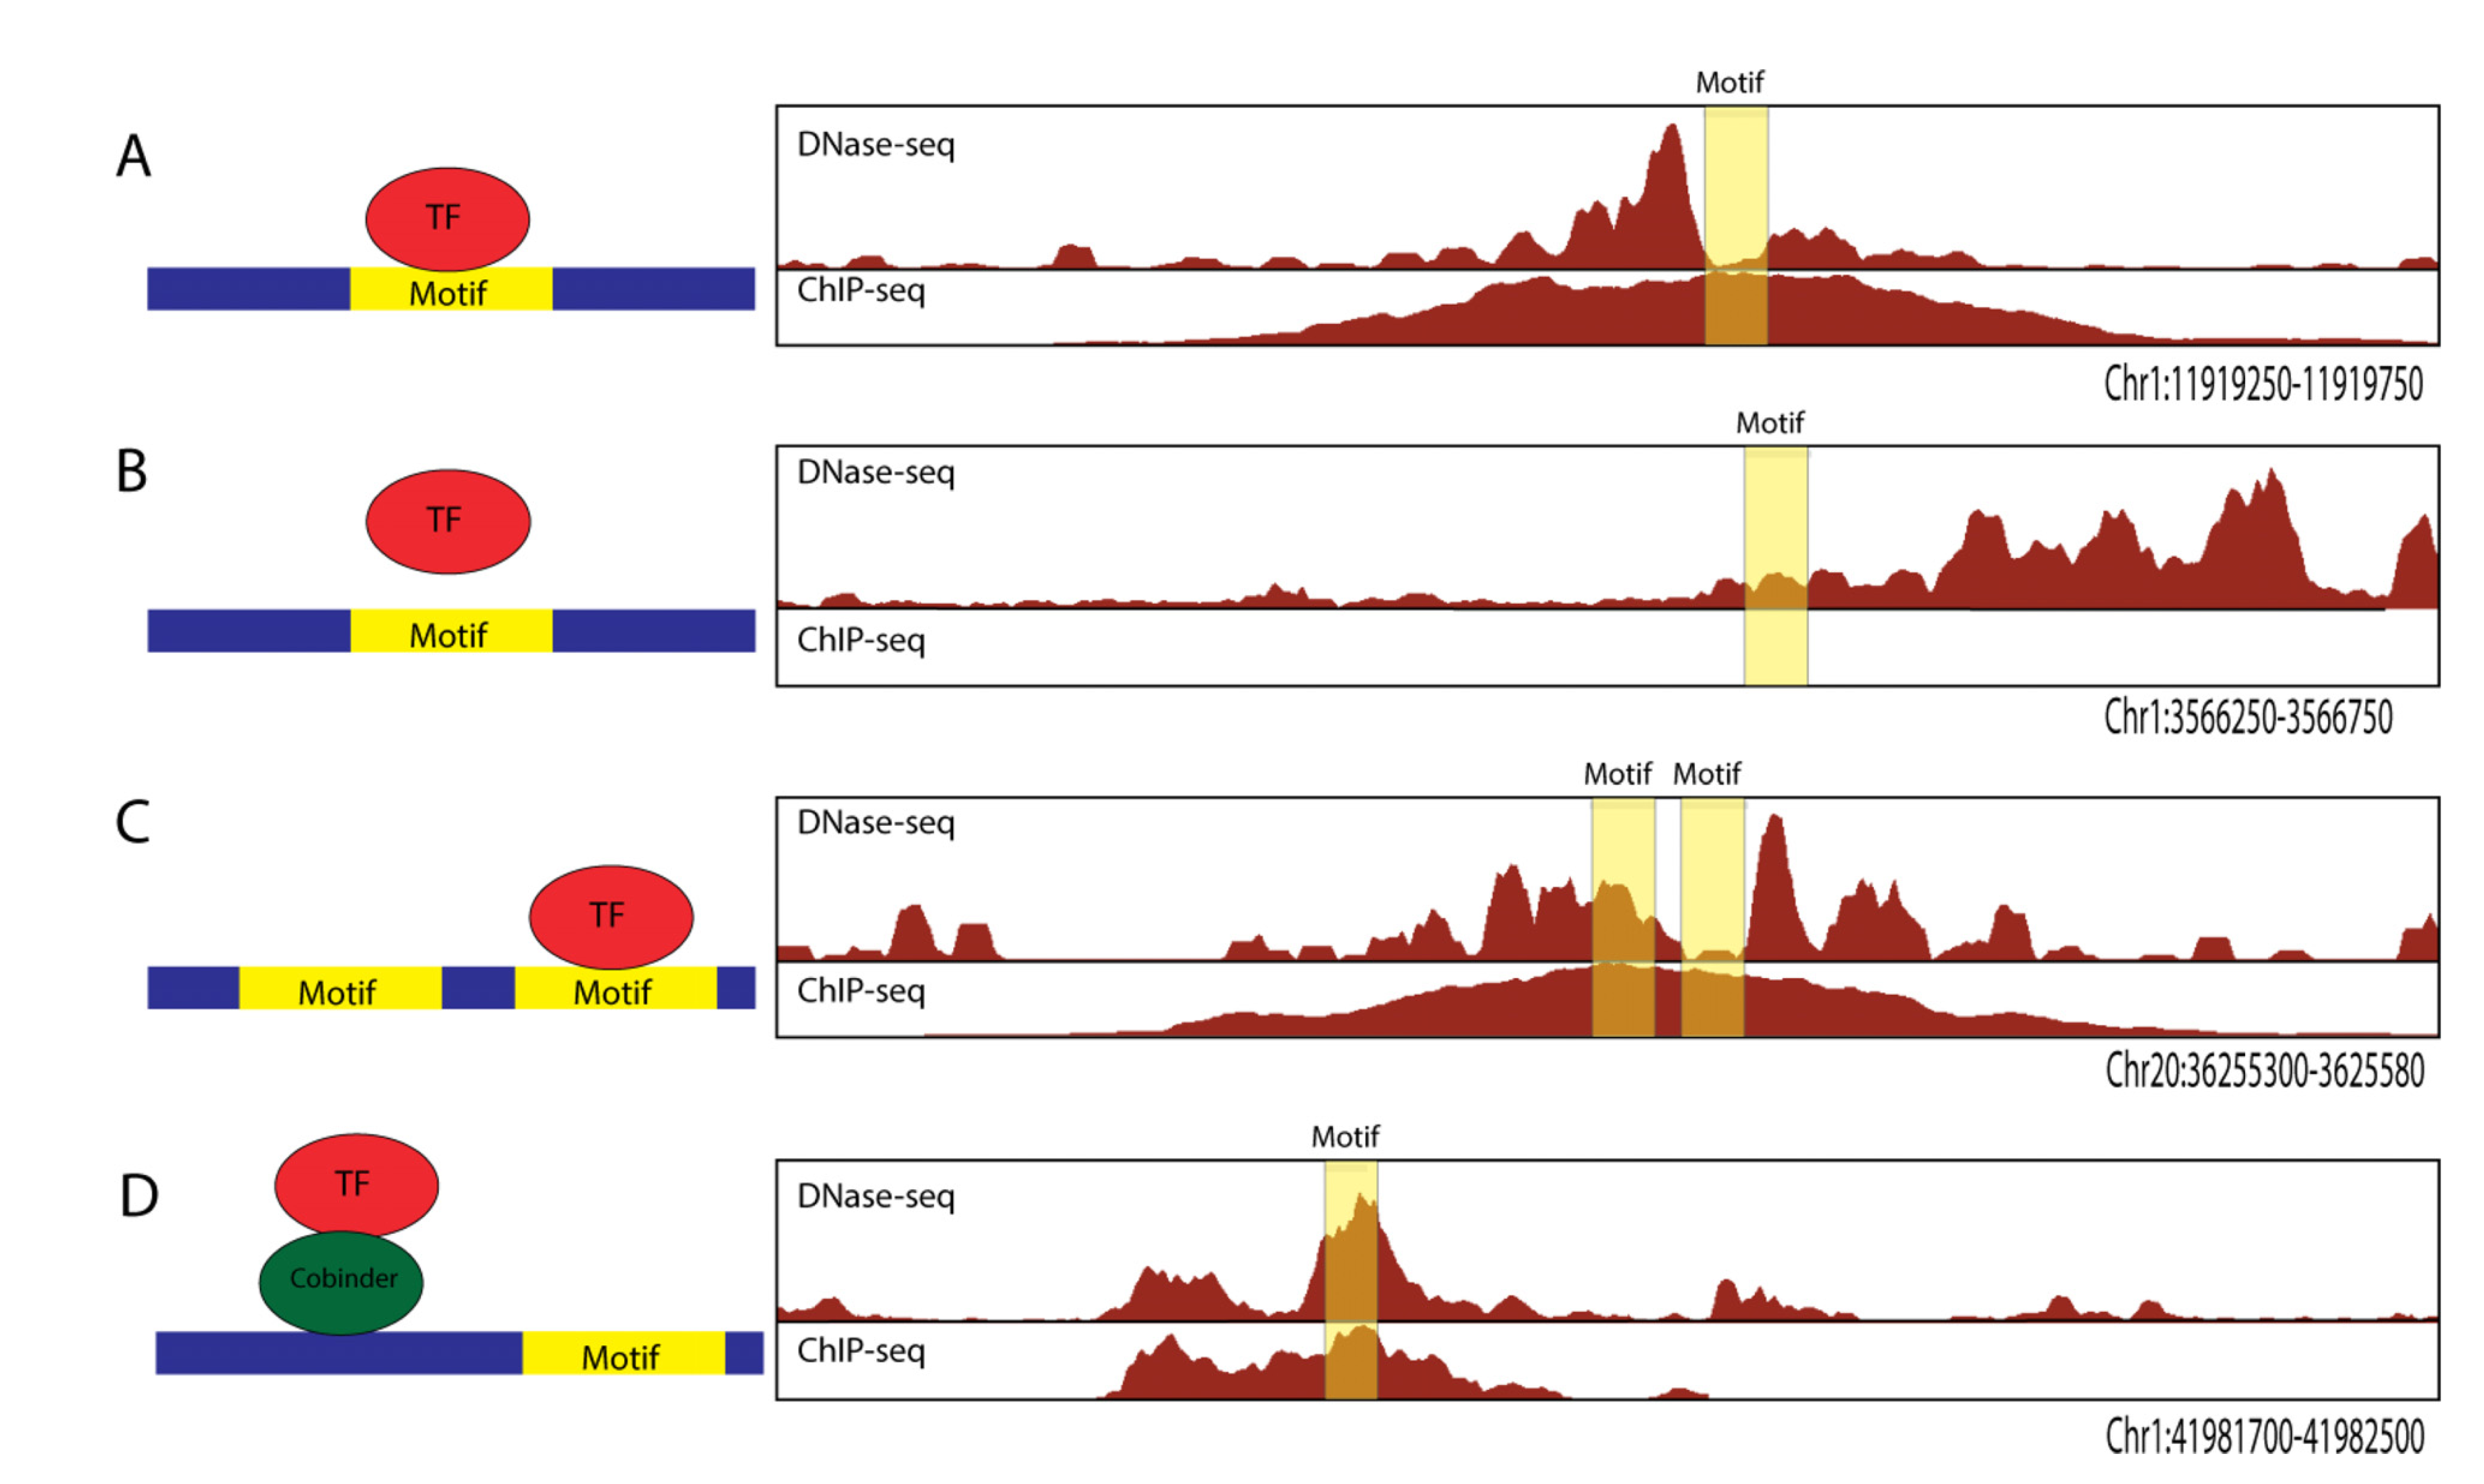 Motif
A
DNase-seq
TF
Motif
ChIP-seq
Chr1:11919250-11919750
Motif
B
DNase-seq
TF
Motif
ChIP-seq
Chr1:3566250-3566750
Motif Motif
C
DNase-seq
TF
Motif Motif
ChIP-seq
Chr20:36255300-3625580
Motif
D
TF
DNase-seq
Cobinder
Motif
ChIP-seq
Chr1:41981700-41982500